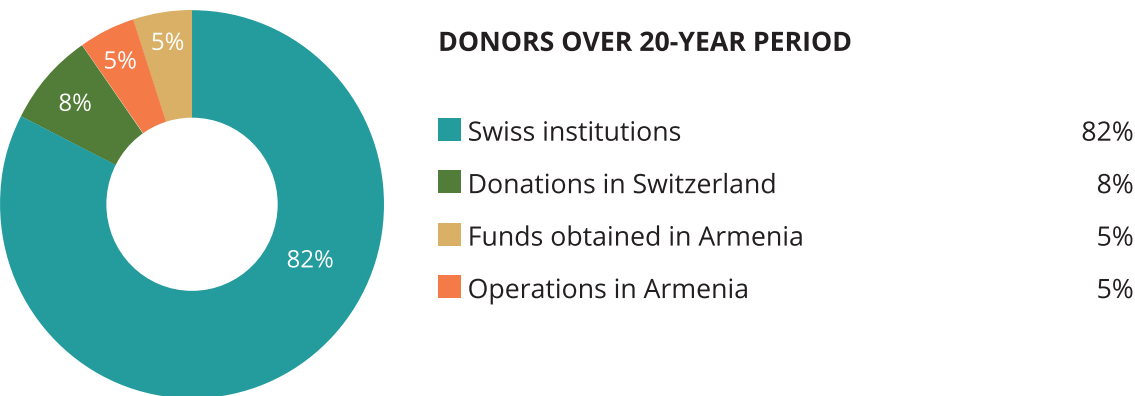 5%
5%
8%
82%
DONORS OVER 20-YEAR PERIOD
Swiss institutions 82%
Donations in Switzerland 8%
Funds obtained in Armenia 5%
Operations in Armenia 5%